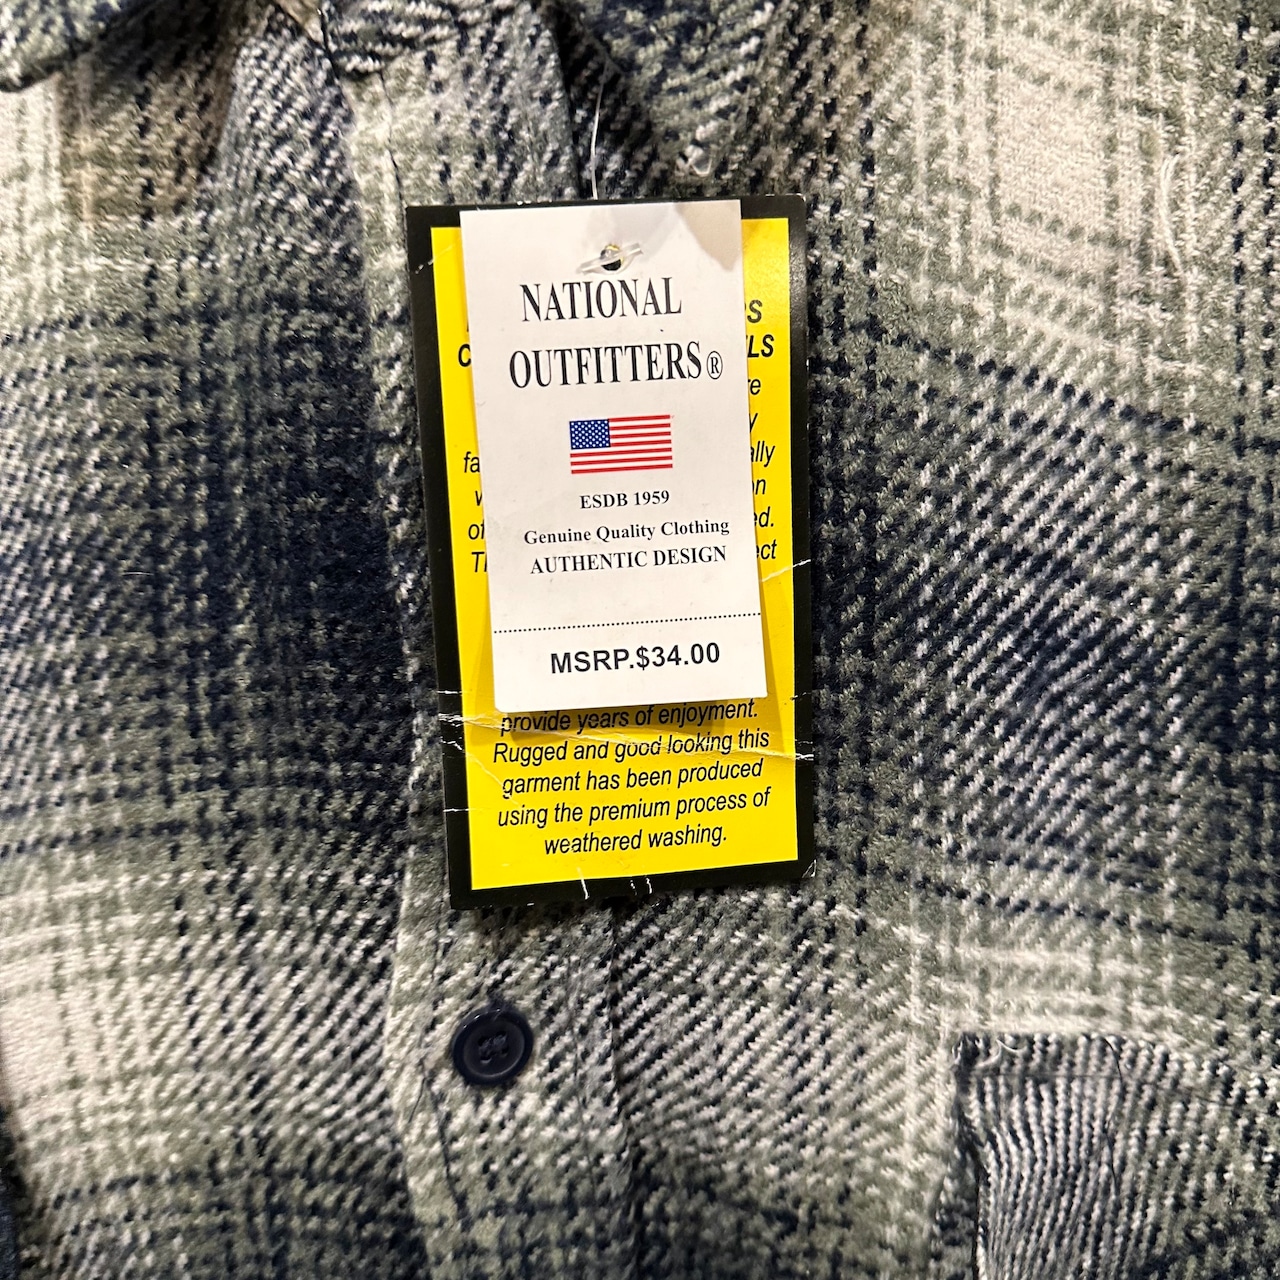 NATIONAL
OUTFITTERS®
ESDB 1959
Genuine Quality Clothing
AUTHENTIC DESIGN
MSRP.$34.00
provide years of enjoyment.
Rugged and good looking this
garment has been produced
using the premium process of
weathered washing.